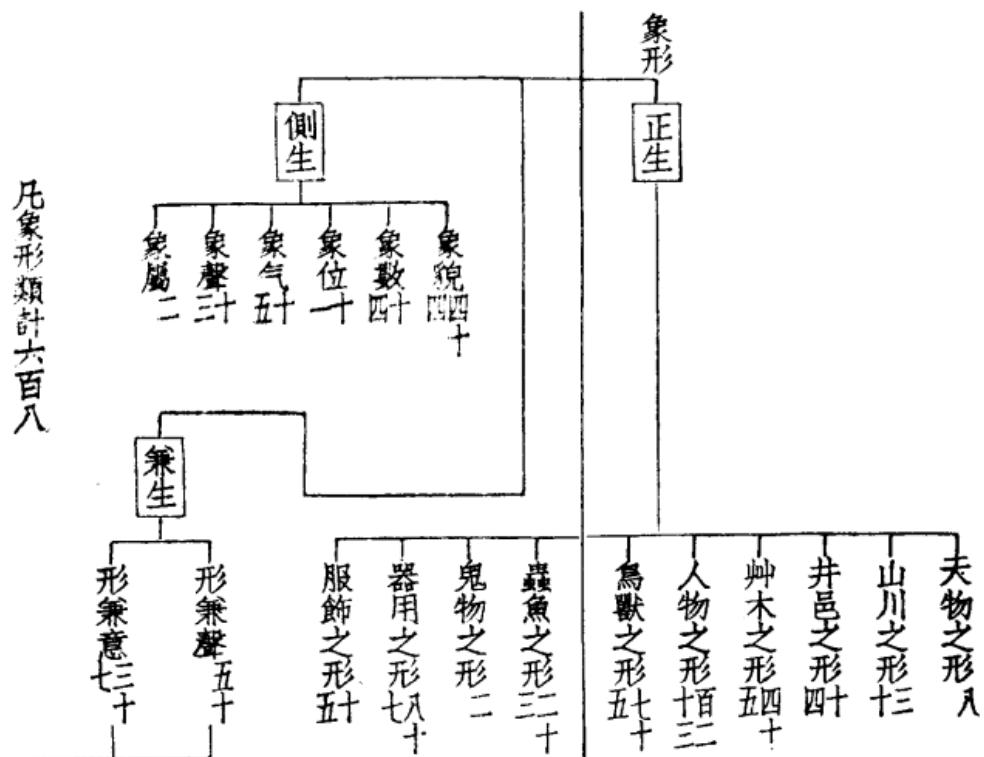 象形
正生
天物之形八
山川之形三十
井邑之形十四
艸木之形四十五
人物之形百二十三
鳥獸之形七十五
蟲魚之形二十三
鬼物之形二
器用之形八十七
服飾之形十五
側生
象貌四十四
象數十四
象位十一
象气十五
象聲十三
象屬二
兼生
形兼聲五十
形兼意三十七
凡象形類計六百八